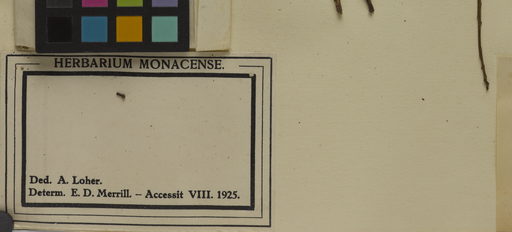 HERBARIUM MONACENSE.
Ded. A. Loher.
Determ. E. D. Merrill. – Accessit VIII. 1925.